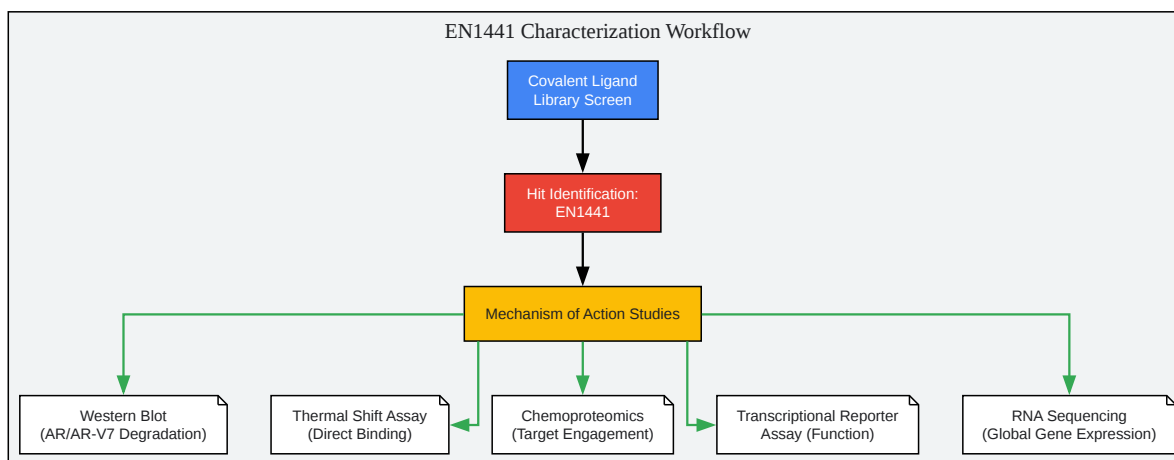 EN1441 Characterization Workflow
Covalent Ligand
Library Screen
Hit Identification:
EN1441
Mechanism of Action Studies
Western Blot
(AR/AR-V7 Degradation)
Thermal Shift Assay
(Direct Binding)
Chemoproteomics
(Target Engagement)
Transcriptional Reporter
Assay (Function)
RNA Sequencing
(Global Gene Expression)